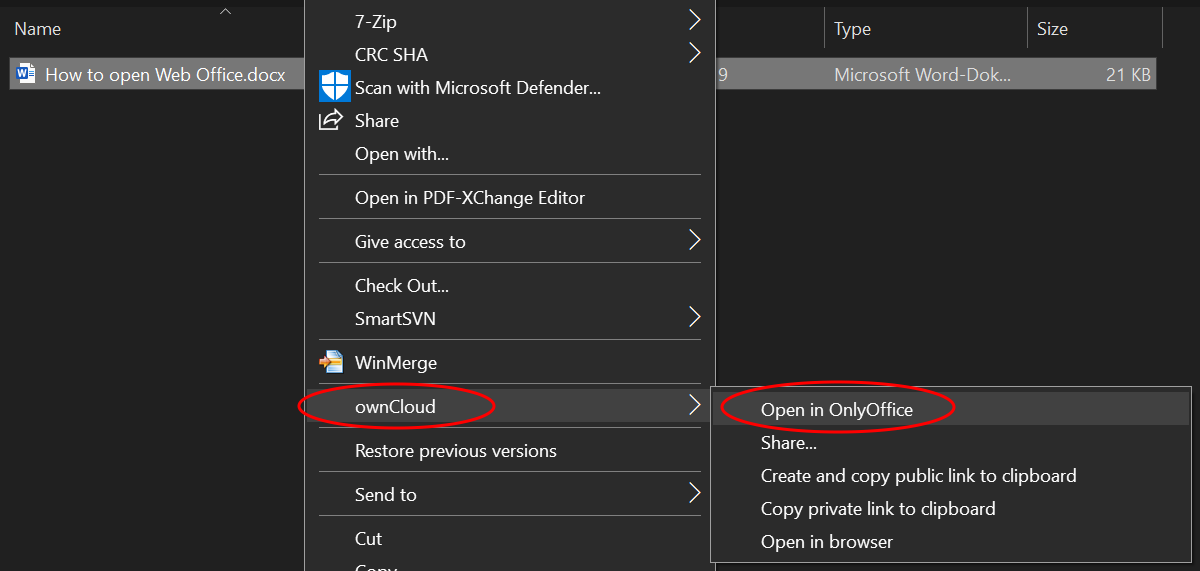 Name
Type
Size
How to open Web Office.docx
9
Microsoft Word-Dok...
21 KB
7-Zip
CRC SHA
Scan with Microsoft Defender...
Share
Open with...
Open in PDF-XChange Editor
Give access to
Check Out...
SmartSVN
WinMerge
ownCloud
Restore previous versions
Send to
Cut
Copy
Open in OnlyOffice
Share...
Create and copy public link to clipboard
Copy private link to clipboard
Open in browser